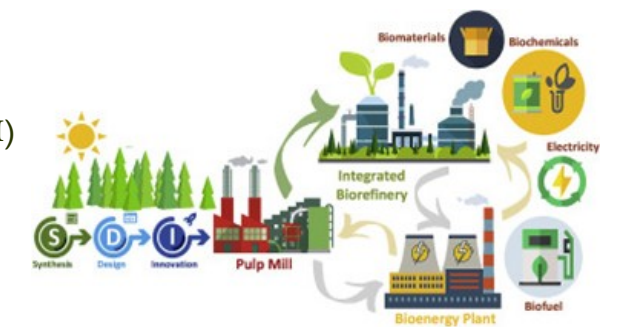 Biomaterials
Biochemicals
Electricity
Integrated
Biorefinery
S D I
Synthesis Design Innovation
Pulp Mill
Biofuel
Bioenergy Plant